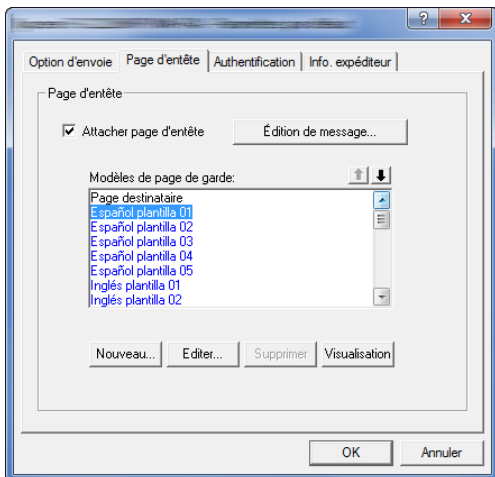 Option d'envoie Page d'entête Authentification Info. expéditeur
Page d'entête
Attacher page d'entête Édition de message...
Modèles de page de garde:
Page destinataire
Español plantilla 01
Español plantilla 02
Español plantilla 03
Español plantilla 04
Español plantilla 05
Inglés plantilla 01
Inglés plantilla 02
Nouveau... Editer... Supprimer Visualisation
OK Annuler